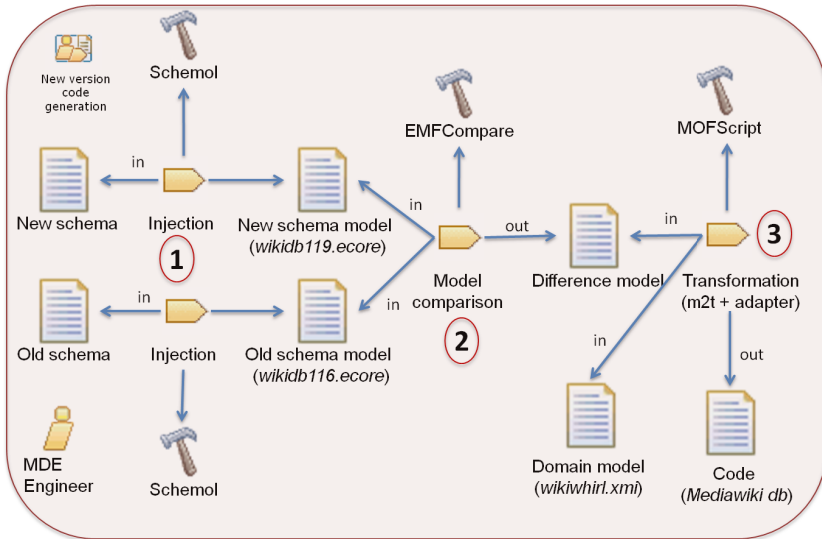 New version
code
generation
Schemol
EMFCompare
MOFScript
in
New schema
Injection
New schema model
(wikidb119.ecore)
1
in
out
in
3
Model
comparison
2
Difference model
Transformation
(m2t + adapter)
in
in
Old schema
Injection
Old schema model
(wikidb116.ecore)
in
out
MDE
Engineer
Schemol
Domain model
(wikiwhirl.xmi)
Code
(Mediawiki db)